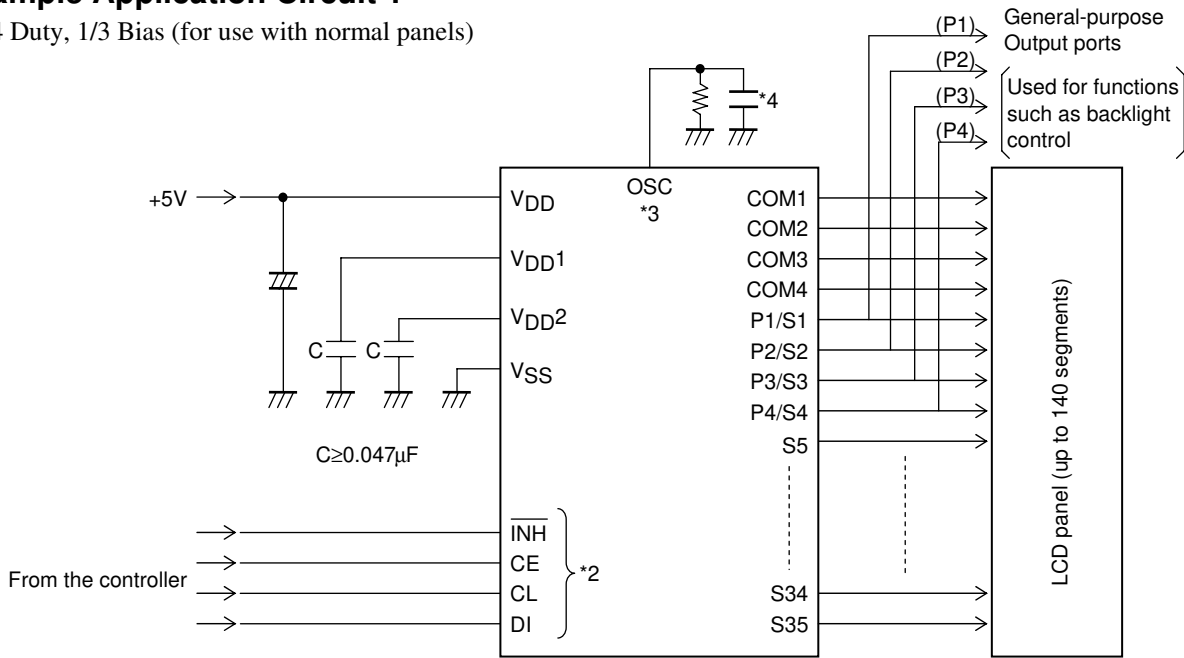 4 Duty, 1/3 Bias (for use with normal panels)
(P1)
General-purpose
Output ports
(P2)
(P3)
(P4)
Used for functions
such as backlight
control
*4
+5V
VDD
VDD1
VDD2
VSS
OSC
*3
C
C
C≥0.047μF
COM1
COM2
COM3
COM4
P1/S1
P2/S2
P3/S3
P4/S4
S5
S34
S35
LCD panel (up to 140 segments)
From the controller
INH
CE
CL
DI
*2